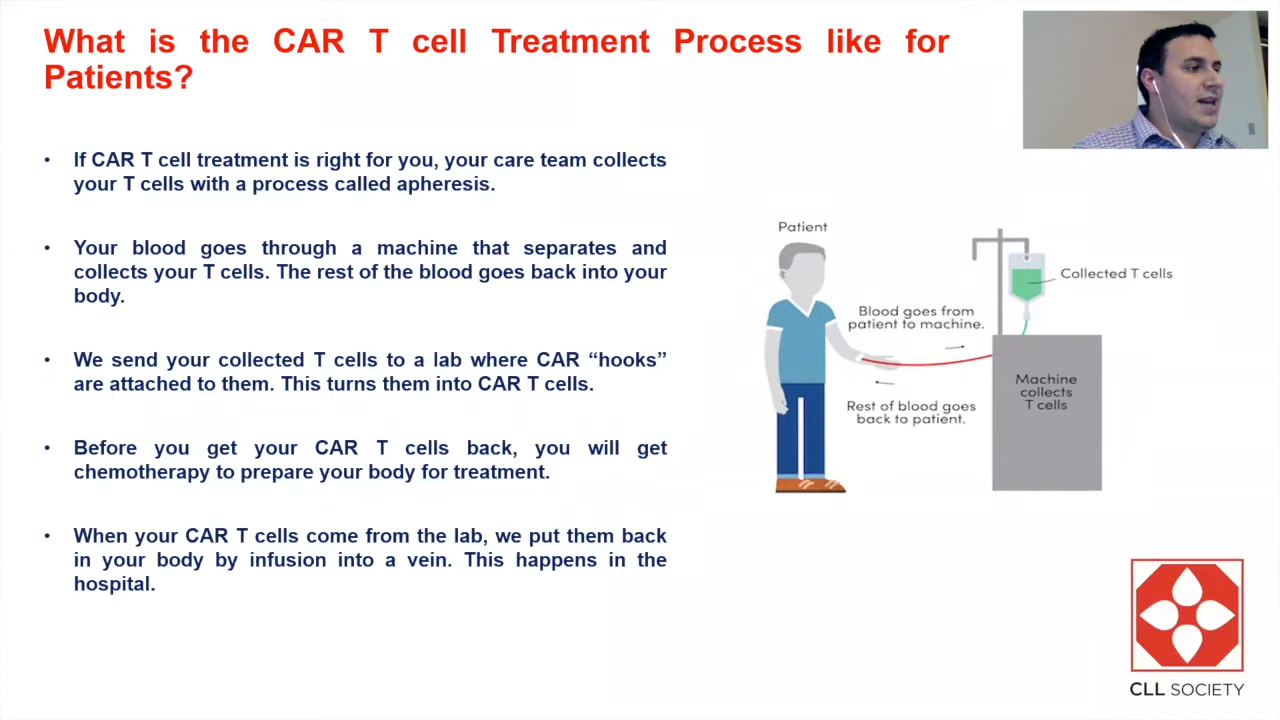 What is the CAR T cell Treatment Process like for
Patients?
• If CAR T cell treatment is right for you, your care team collects
your T cells with a process called apheresis.
• Your blood goes through a machine that separates and
collects your T cells. The rest of the blood goes back into your
body.
• We send your collected T cells to a lab where CAR “hooks”
are attached to them. This turns them into CAR T cells.
• Before you get your CAR T cells back, you will get
chemotherapy to prepare your body for treatment.
• When your CAR T cells come from the lab, we put them back
in your body by infusion into a vein. This happens in the
hospital.
Patient
Collected T cells
Blood goes from
patient to machine.
Machine
collects
T cells
Rest of blood goes
back to patient.
CLL SOCIETY